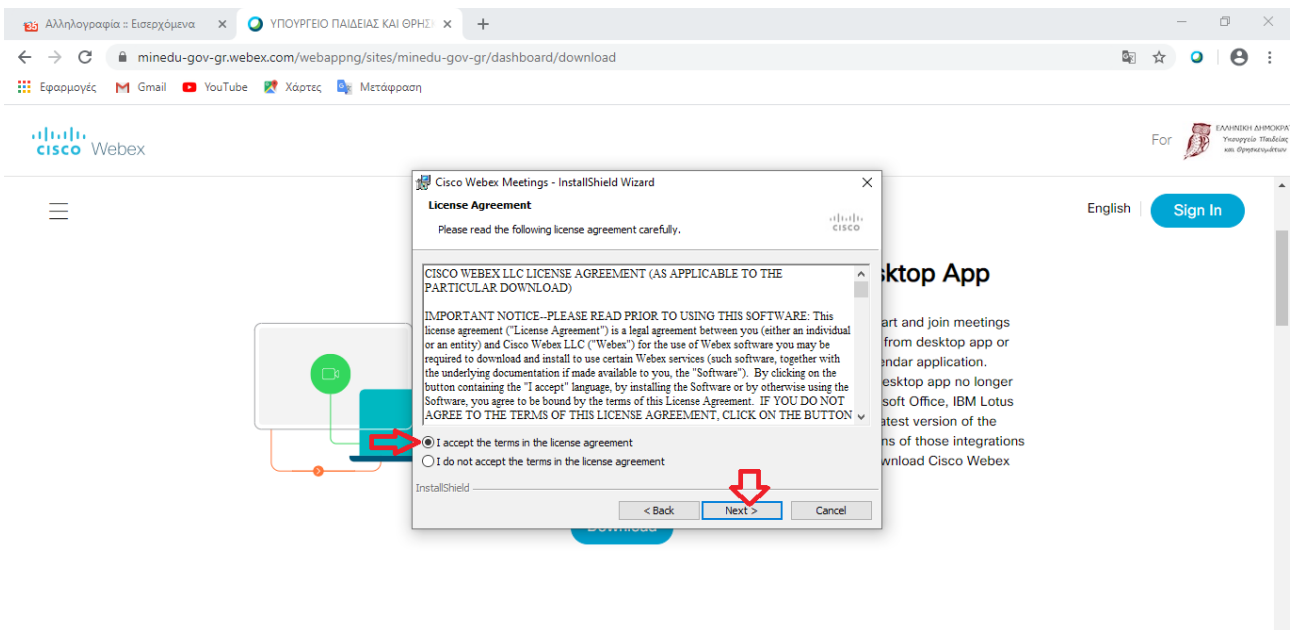 Αλληλογραφία :: Εισερχόμενα
ΥΠΟΥΡΓΕΙΟ ΠΑΙΔΕΙΑΣ ΚΑΙ ΘΡΗΣ
minedu-gov-gr.webex.com/webappng/sites/minedu-gov-gr/dashboard/download
Εφαρμογές
Gmail
YouTube
Χάρτες
Μετάφραση
cisco Webex
For
ΕΛΛΗΝΙΚΗ ΔΗΜΟΚΡΑΤ
Υπουργείο Παιδείας
και Θρησκευμάτων
English
Sign In
Cisco Webex Meetings - InstallShield Wizard
License Agreement
Please read the following license agreement carefully.
CISCO
CISCO WEBEX LLC LICENSE AGREEMENT (AS APPLICABLE TO THE
PARTICULAR DOWNLOAD)
IMPORTANT NOTICE--PLEASE READ PRIOR TO USING THIS SOFTWARE: This
license agreement ("License Agreement") is a legal agreement between you (either an individual
or an entity) and Cisco Webex LLC ("Webex") for the use of Webex software you may be
required to download and install to use certain Webex services (such software, together with
the underlying documentation if made available to you, the "Software"). By clicking on the
button containing the "I accept" language, by installing the Software or by otherwise using the
Software, you agree to be bound by the terms of this License Agreement. IF YOU DO NOT
AGREE TO THE TERMS OF THIS LICENSE AGREEMENT, CLICK ON THE BUTTON
I accept the terms in the license agreement
I do not accept the terms in the license agreement
InstallShield
< Back
Next >
Cancel
sktop App
art and join meetings
from desktop app or
endar application.
esktop app no longer
soft Office, IBM Lotus
atest version of the
ns of those integrations
wnload Cisco Webex
Download